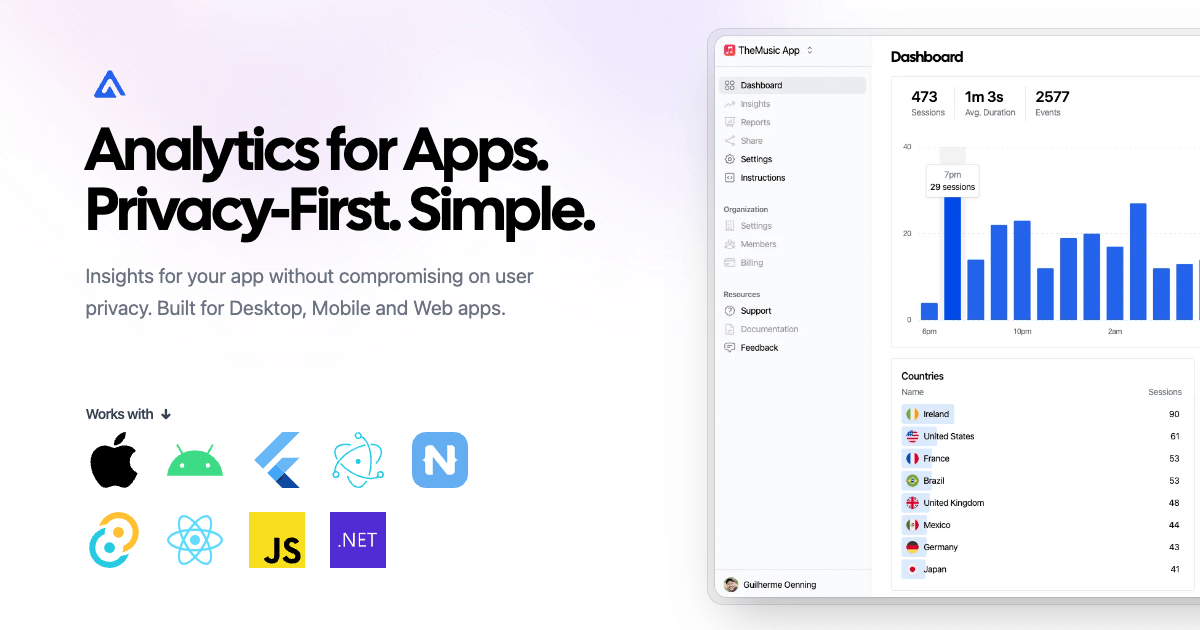 Analytics for Apps.
Privacy-First. Simple.
Insights for your app without compromising on user
privacy. Built for Desktop, Mobile and Web apps.
Works with ↓
N
JS
.NET
TheMusic App
Dashboard
Insights
Reports
Share
Settings
Instructions
Organization
Settings
Members
Billing
Resources
Support
Documentation
Feedback
Guilherme Oenning
Dashboard
473 1m 3s 2577
Sessions Avg. Duration Events
40
7pm
29 sessions
20
0
6pm 10pm 2am
Countries
Name Sessions
Ireland 90
United States 61
France 53
Brazil 53
United Kingdom 48
Mexico 44
Germany 43
Japan 41